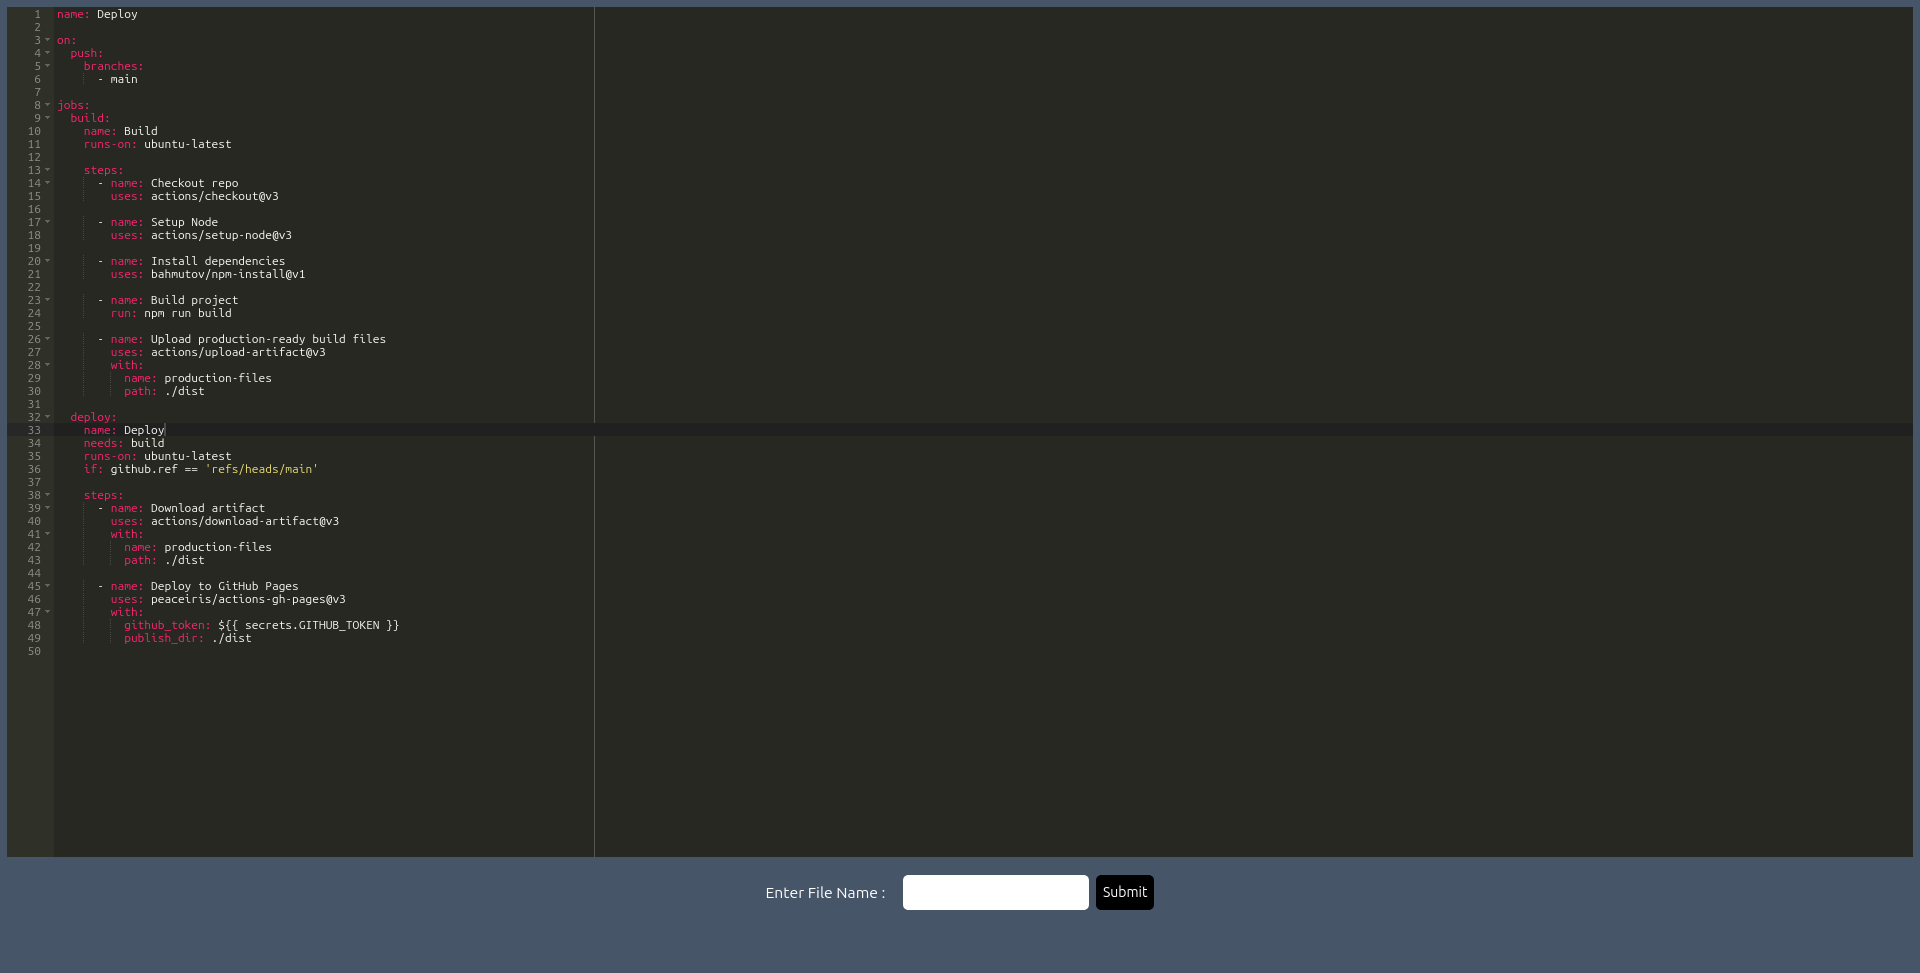 1 name: Deploy
2
3 on:
4   push:
5     branches:
6       - main
7
8 jobs:
9   build:
10     name: Build
11     runs-on: ubuntu-latest
12
13     steps:
14       - name: Checkout repo
15         uses: actions/checkout@v3
16
17       - name: Setup Node
18         uses: actions/setup-node@v3
19
20       - name: Install dependencies
21         uses: bahmutov/npm-install@v1
22
23       - name: Build project
24         run: npm run build
25
26       - name: Upload production-ready build files
27         uses: actions/upload-artifact@v3
28         with:
29           name: production-files
30           path: ./dist
31
32   deploy:
33     name: Deploy
34     needs: build
35     runs-on: ubuntu-latest
36     if: github.ref == 'refs/heads/main'
37
38     steps:
39       - name: Download artifact
40         uses: actions/download-artifact@v3
41         with:
42           name: production-files
43           path: ./dist
44
45       - name: Deploy to GitHub Pages
46         uses: peaceiris/actions-gh-pages@v3
47         with:
48           github_token: ${{ secrets.GITHUB_TOKEN }}
49           publish_dir: ./dist
50
Enter File Name : Submit